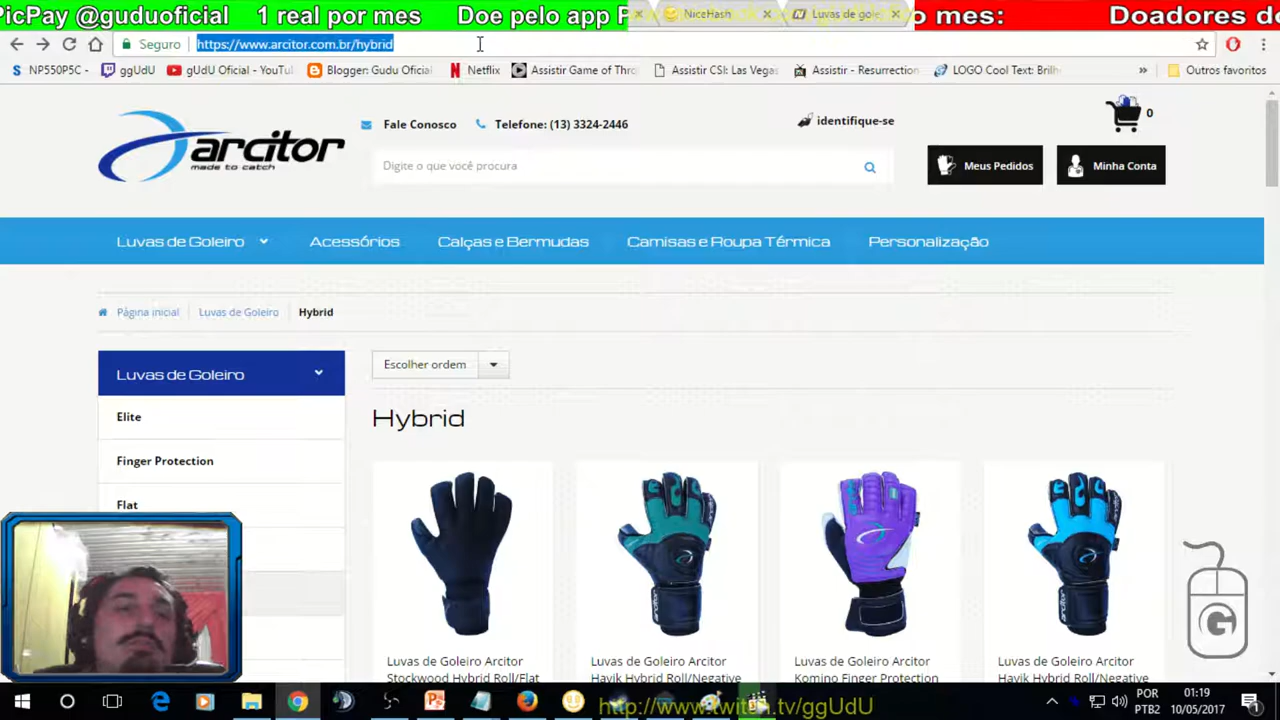 PicPay @guduoficial 1 real por mes Doe pelo app P
NiceHash
Luvas de gole
o mes: Doadores do
Seguro
https://www.arcitor.com.br/hybrid
NP550P5C -
ggUdU
gUdU Oficial - YouTu
Blogger: Gudu Oficial
Netflix
Assistir Game of Thro
Assistir CSI: Las Vegas
Assistir - Resurrection
LOGO Cool Text: Brilh
»
Outros favoritos
arcitor
made to catch
Fale Conosco
Telefone: (13) 3324-2446
identifique-se
0
Digite o que você procura
Meus Pedidos
Minha Conta
Luvas de Goleiro
Acessórios
Calças e Bermudas
Camisas e Roupa Térmica
Personalização
Página inicial
Luvas de Goleiro
Hybrid
Luvas de Goleiro
Escolher ordem
Elite
Hybrid
Finger Protection
Flat
Luvas de Goleiro Arcitor
Stockwood Hybrid Roll/Flat
Luvas de Goleiro Arcitor
Havik Hybrid Roll/Negative
Luvas de Goleiro Arcitor
Komino Finger Protection
Luvas de Goleiro Arcitor
Havik Hybrid Roll/Negative
G
http://www.twitch.tv/ggUdU
POR
PTB2
01:19
10/05/2017
1